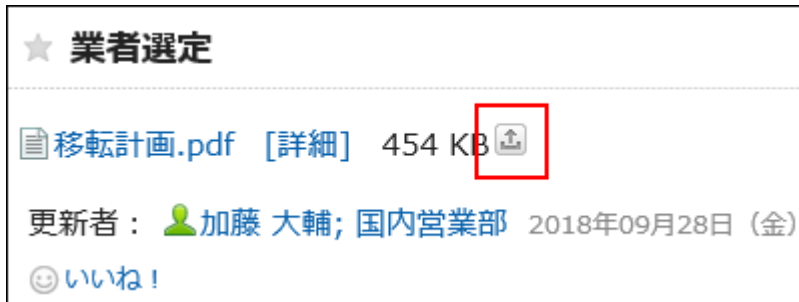 業者選定
移転計画.pdf [詳細] 454 KB
更新者： 加藤 大輔; 国内営業部 2018年09月28日（金）
いいね！